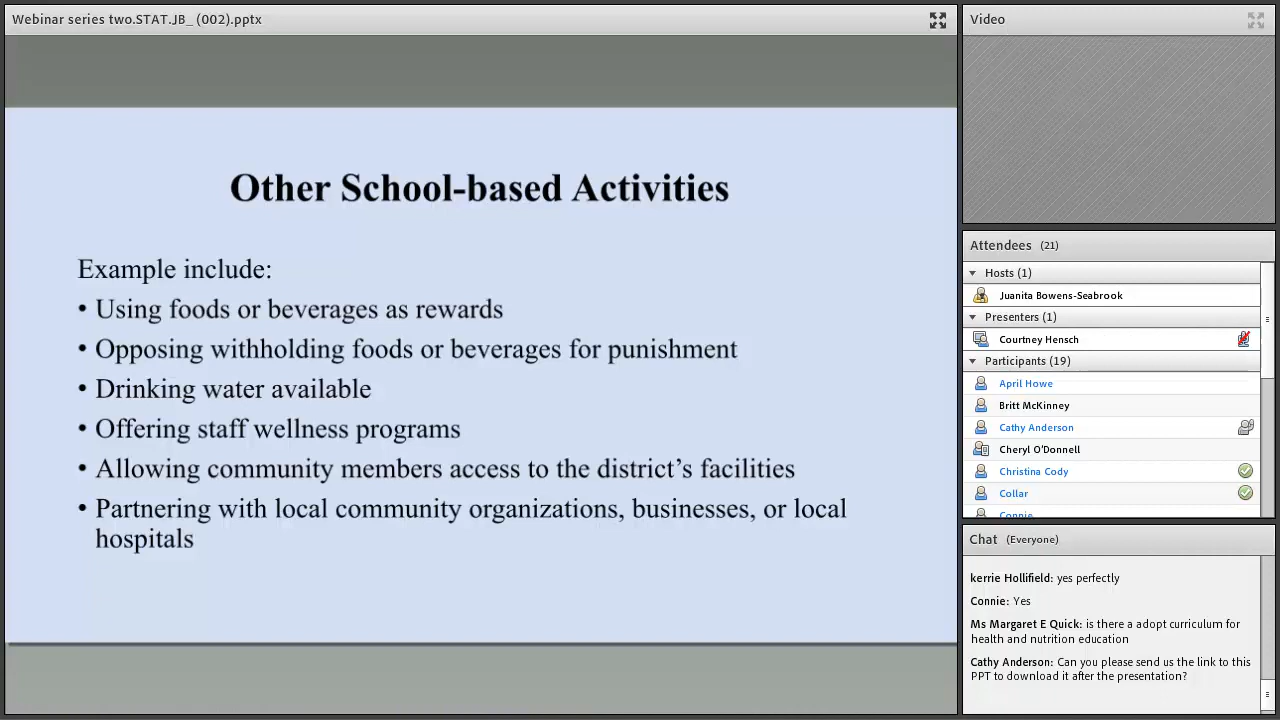 Webinar series two.STAT.JB_ (002).pptx
Other School-based Activities
Example include:
• Using foods or beverages as rewards
• Opposing withholding foods or beverages for punishment
• Drinking water available
• Offering staff wellness programs
• Allowing community members access to the district’s facilities
• Partnering with local community organizations, businesses, or local
hospitals
Video
Attendees (21)
Hosts (1)
Juanita Bowens-Seabrook
Presenters (1)
Courtney Hensch
Participants (19)
April Howe
Britt McKinney
Cathy Anderson
Cheryl O'Donnell
Christina Cody
Collar
Connie
Chat (Everyone)
kerrie Hollifield: yes perfectly
Connie: Yes
Ms Margaret E Quick: is there a adopt curriculum for
health and nutrition education
Cathy Anderson: Can you please send us the link to this
PPT to download it after the presentation?